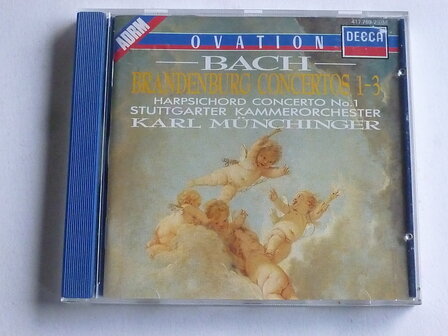 ADRM
OVATION
DECCA
BACH
BRANDENBURG CONCERTOS 1-3
HARPSICHORD CONCERTO No.1
STUTTGARTER KAMMERORCHESTER
KARL MÜNCHINGER